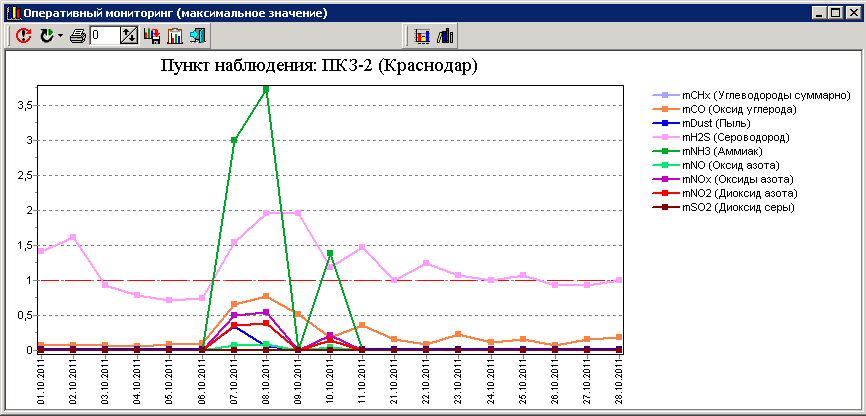 Оперативный мониторинг (максимальное значение)
0
Пункт наблюдения: ПКЗ-2 (Краснодар)
3,5
3
2,5
2
1,5
1
0,5
0
01.10.2011
02.10.2011
03.10.2011
04.10.2011
05.10.2011
06.10.2011
07.10.2011
08.10.2011
09.10.2011
10.10.2011
11.10.2011
21.10.2011
22.10.2011
23.10.2011
24.10.2011
25.10.2011
26.10.2011
27.10.2011
28.10.2011
mCHx (Углеводороды суммарно)
mCO (Оксид углерода)
mDust (Пыль)
mH2S (Сероводород)
mNH3 (Аммиак)
mNO (Оксид азота)
mNOx (Оксиды азота)
mNO2 (Диоксид азота)
mSO2 (Диоксид серы)